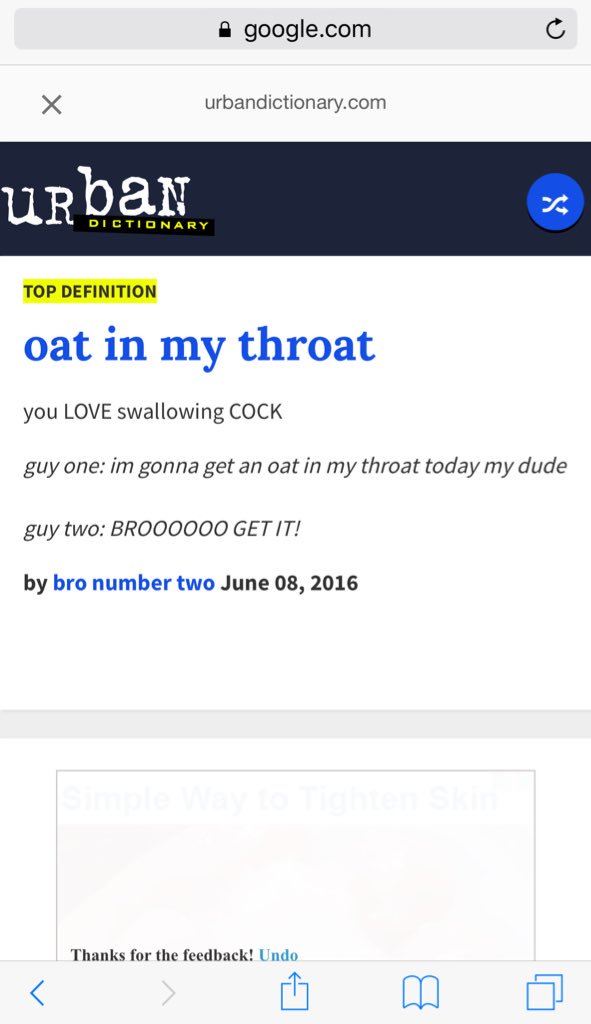 google.com
urbandictionary.com
urban
DICTIONARY
TOP DEFINITION
oat in my throat
you LOVE swallowing COCK
guy one: im gonna get an oat in my throat today my dude
guy two: BROOOOOO GET IT!
by bro number two June 08, 2016
Simple Way to Tighten Skin
Thanks for the feedback! Undo